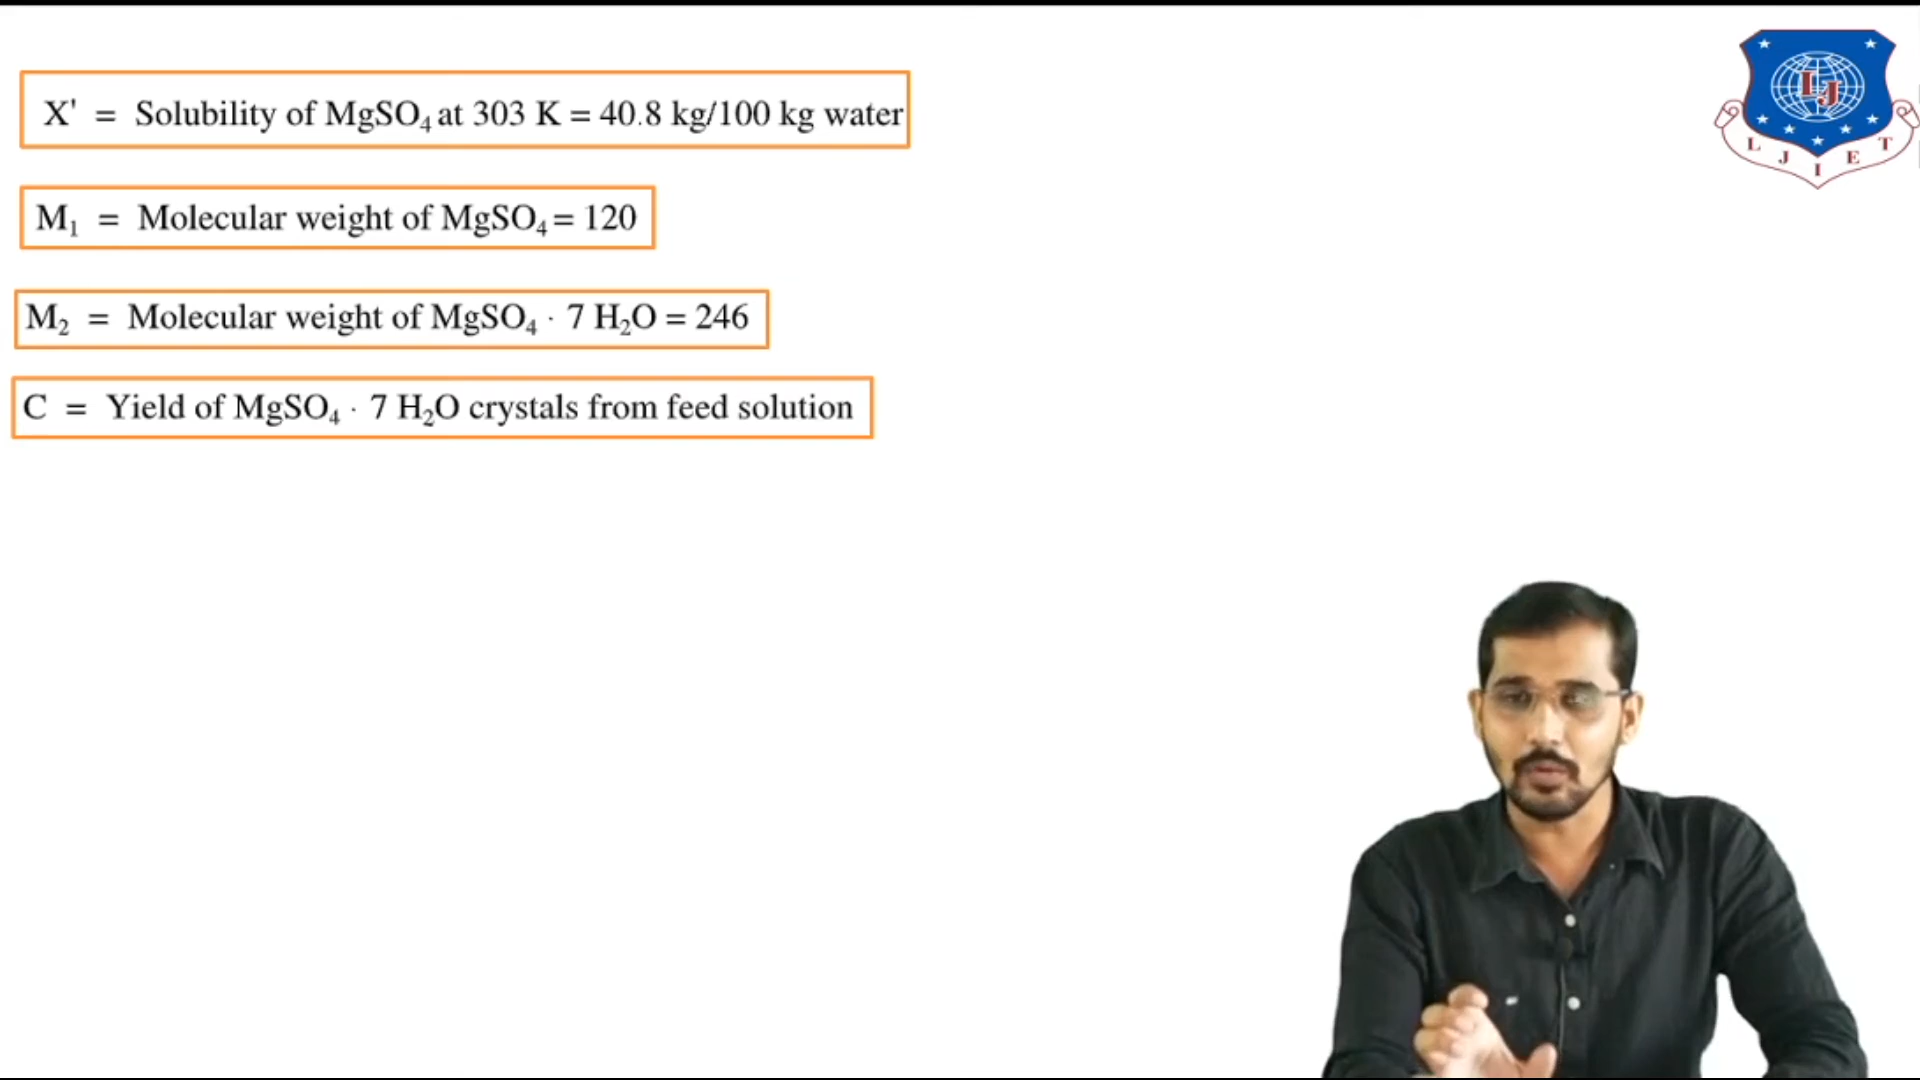 X' = Solubility of MgSO₄ at 303 K = 40.8 kg/100 kg water
M₁ = Molecular weight of MgSO₄ = 120
M₂ = Molecular weight of MgSO₄ · 7 H₂O = 246
C = Yield of MgSO₄ · 7 H₂O crystals from feed solution
LJ
L J I E T